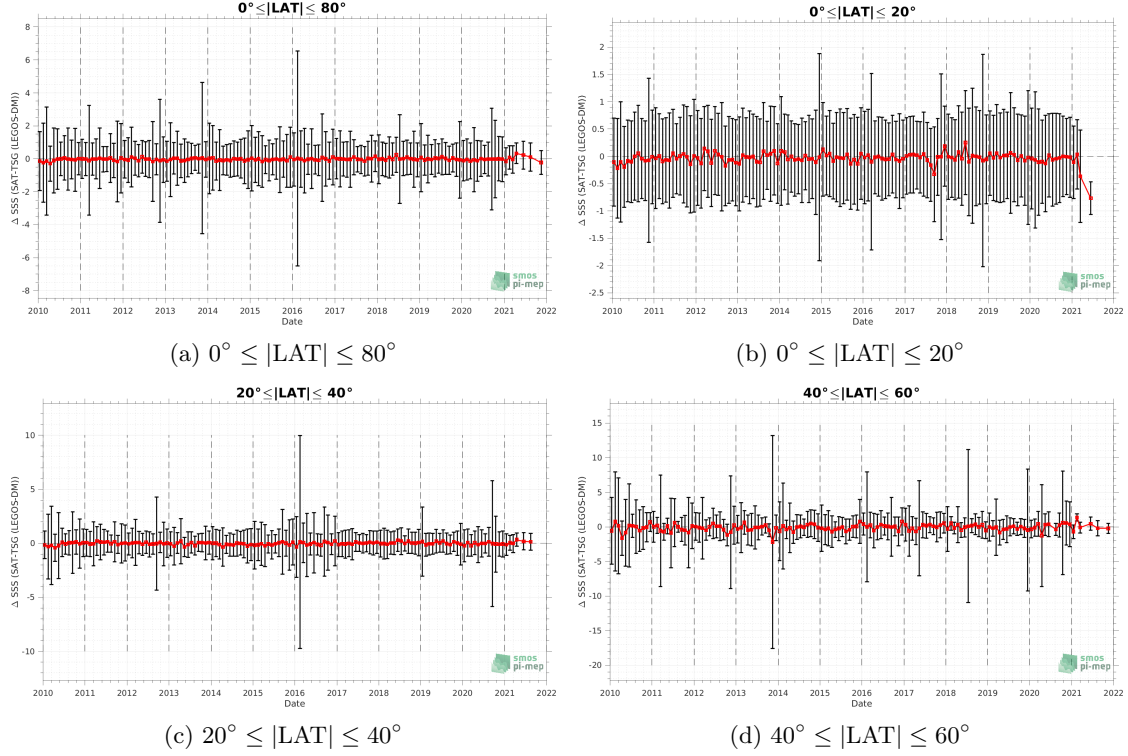 0°≤|LAT|≤ 80°
8
6
4
2
0
-2
-4
-6
-8
Δ SSS (SAT-TSG (LEGOS-DM))
2010 2011 2012 2013 2014 2015 2016 2017 2018 2019 2020 2021 2022
Date
smos
pi-mep
(a) 0° ≤ |LAT| ≤ 80°
0°≤|LAT|≤ 20°
2
1.5
1
0.5
0
-0.5
-1
-1.5
-2
-2.5
Δ SSS (SAT-TSG (LEGOS-DM))
2010 2011 2012 2013 2014 2015 2016 2017 2018 2019 2020 2021 2022
Date
smos
pi-mep
(b) 0° ≤ |LAT| ≤ 20°
20°≤|LAT|≤ 40°
10
5
0
-5
-10
Δ SSS (SAT-TSG (LEGOS-DM))
2010 2011 2012 2013 2014 2015 2016 2017 2018 2019 2020 2021 2022
Date
smos
pi-mep
(c) 20° ≤ |LAT| ≤ 40°
40°≤|LAT|≤ 60°
15
10
5
0
-5
-10
-15
-20
Δ SSS (SAT-TSG (LEGOS-DM))
2010 2011 2012 2013 2014 2015 2016 2017 2018 2019 2020 2021 2022
Date
smos
pi-mep
(d) 40° ≤ |LAT| ≤ 60°